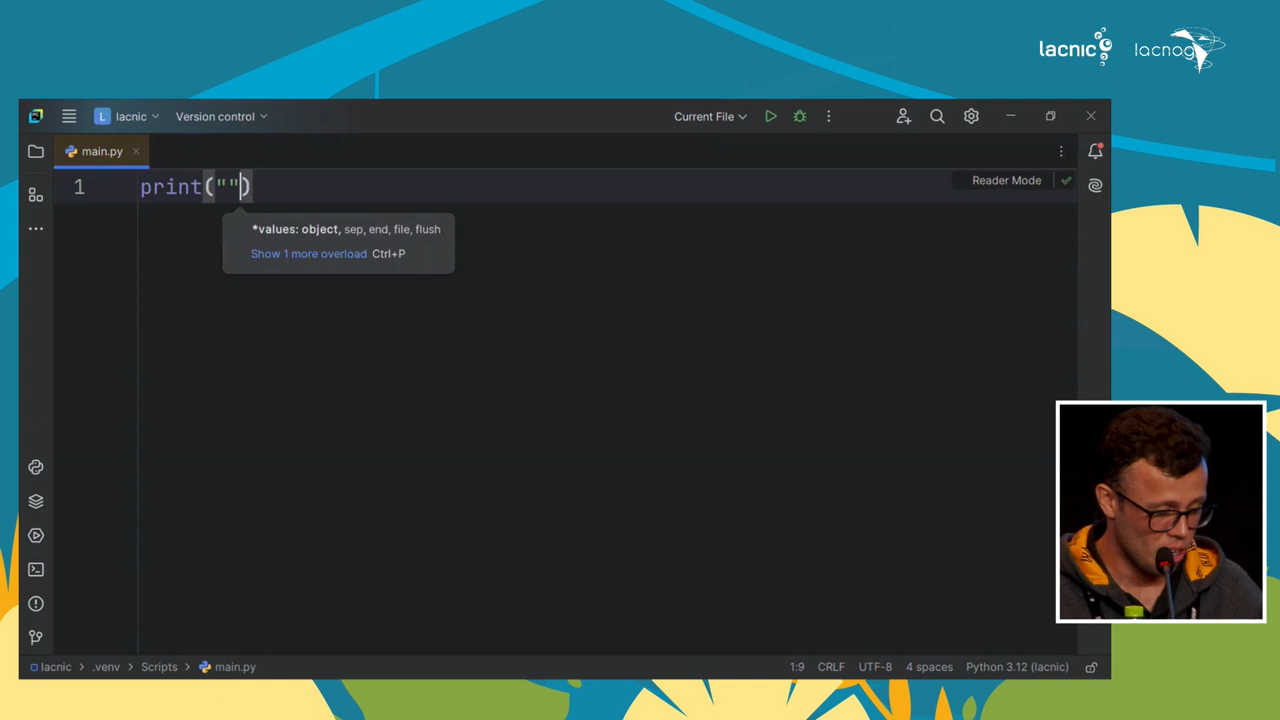 lacnic lacnog
L lacnic Version control Current File
main.py
1 print("") Reader Mode
*values: object, sep, end, file, flush
Show 1 more overload Ctrl+P
lacnic > .venv > Scripts > main.py 1:9 CRLF UTF-8 4 spaces Python 3.12 (lacnic)